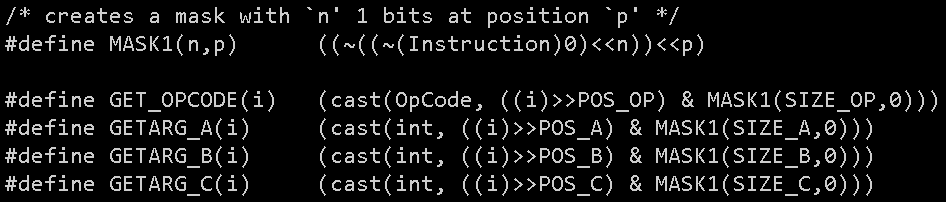 /* creates a mask with `n' 1 bits at position `p' */
#define MASK1(n,p)	((~((~(Instruction)0)<<n))<<p)
#define GET_OPCODE(i)	(cast(OpCode, ((i)>>POS_OP) & MASK1(SIZE_OP,0)))
#define GETARG_A(i)	(cast(int, ((i)>>POS_A) & MASK1(SIZE_A,0)))
#define GETARG_B(i)	(cast(int, ((i)>>POS_B) & MASK1(SIZE_B,0)))
#define GETARG_C(i)	(cast(int, ((i)>>POS_C) & MASK1(SIZE_C,0)))